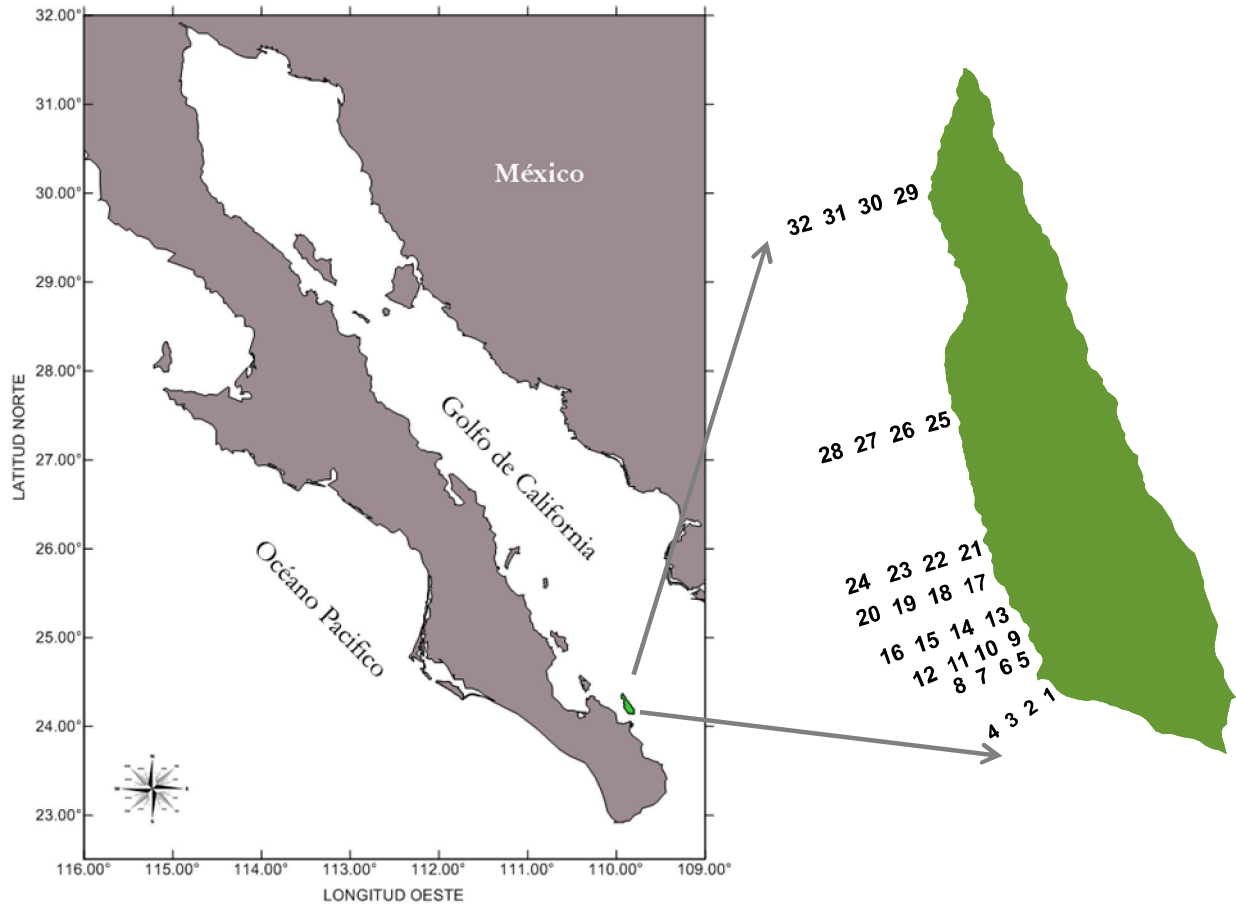 32.00°
31.00°
30.00°
29.00°
28.00°
27.00°
26.00°
25.00°
24.00°
23.00°
LATITUD NORTE
116.00°
115.00°
114.00°
113.00°
112.00°
111.00°
110.00°
109.00°
LONGITUD OESTE
México
Golfo de California
Océano Pacifico
32 31 30 29
28 27 26 25
24 23 22 21
20 19 18 17
16 15 14 13
12 11 10 9
8 7 6 5
4 3 2 1